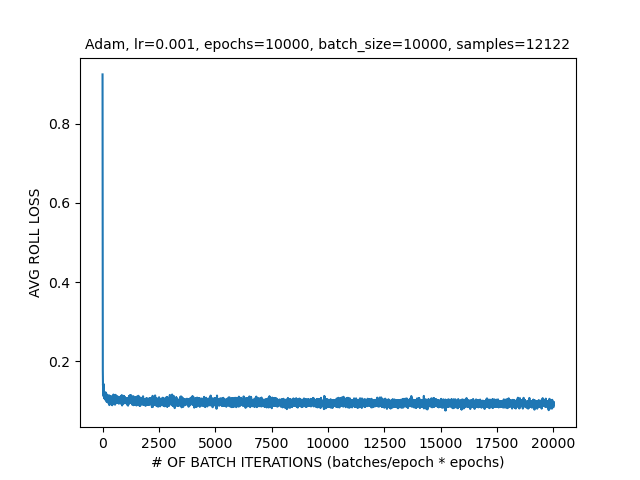 Adam, lr=0.001, epochs=10000, batch_size=10000, samples=12122
AVG ROLL LOSS
0.8
0.6
0.4
0.2
0 2500 5000 7500 10000 12500 15000 17500 20000
# OF BATCH ITERATIONS (batches/epoch * epochs)